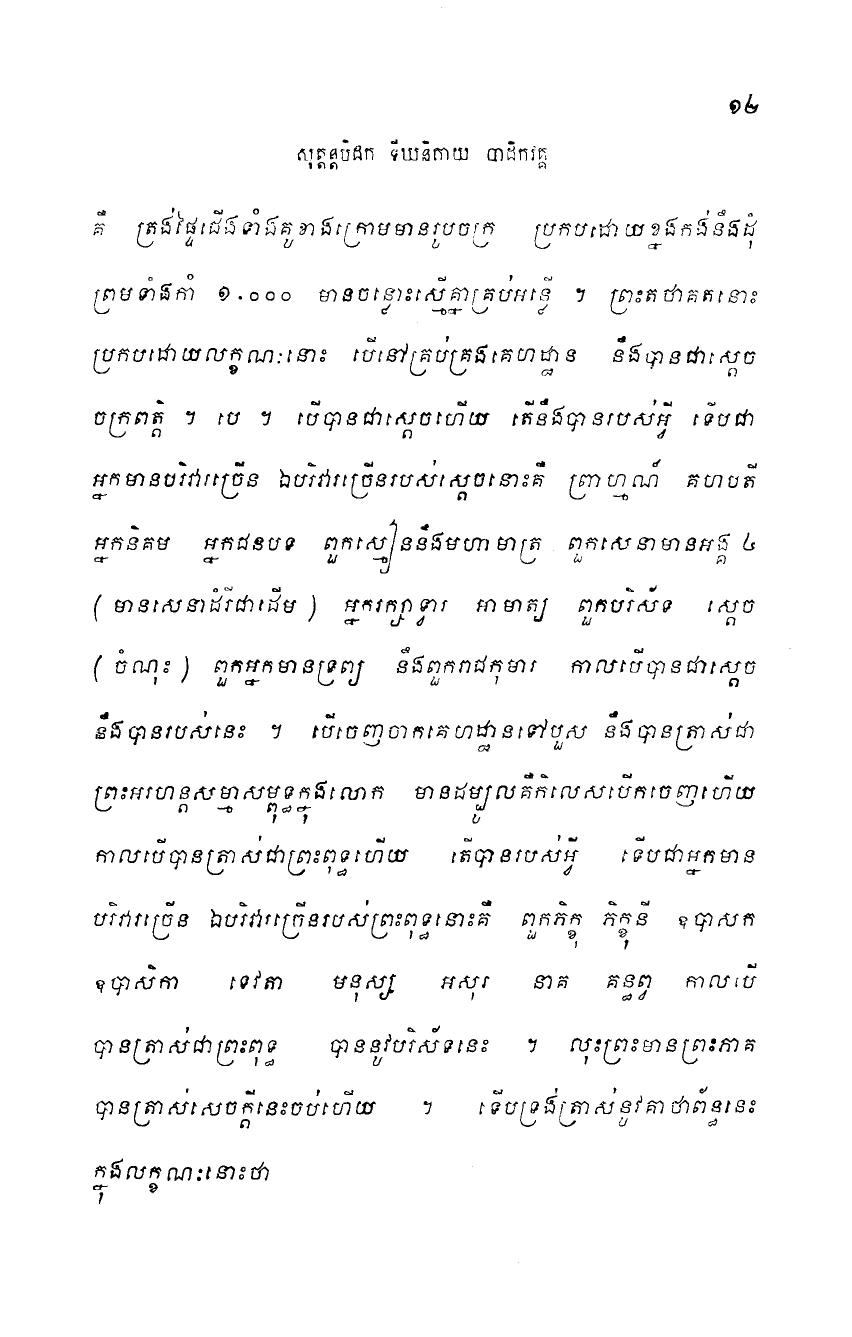 ១២
សុត្តន្តបិដក ទីឃនិកាយ បាដិកវគ្គ
គឺ ត្រង់ផ្ទៃជើងទាំងគូខាងក្រោមមានរូបចក្រ ប្រកបដោយខ្នងកង់នឹងដុំ
ព្រមទាំងកាំ ១.០០០ មានចន្លោះស្មើគ្នាគ្រប់អន្លើ ។ ព្រះតថាគតនោះ
ប្រកបដោយលក្ខណៈនោះ បើនៅគ្រប់គ្រងគេហដ្ឋាន នឹងបានជាស្តេច
ចក្រពត្តិ ។ បេ ។ បើបានជាស្តេចហើយ តើនឹងបានរបស់អ្វី ទើបជា
អ្នកមានបរិវារច្រើន ឯបរិវារច្រើនរបស់ស្តេចនោះគឺ ព្រាហ្មណ៍ គហបតី
អ្នកនិគម អ្នកជនបទ ពួកស្មៀននឹងមហាមាត្រ ពួកសេនាមានអង្គ ៤
( មានសេនាដំរីជាដើម ) អ្នករក្សាទ្វារ អាមាត្យ ពួកបរិស័ទ ស្តេច
( ចំណុះ ) ពួកអ្នកមានទ្រព្យ នឹងពួករាជកុមារ កាលបើបានជាស្តេច
នឹងបានរបស់នេះ ។ បើចេញចាកគេហដ្ឋានទៅបួស នឹងបានត្រាស់ជា
ព្រះអរហន្តសម្មាសម្ពុទ្ធក្នុងលោក មានដម្បូលគឺកិលេសបើកចេញហើយ
កាលបើបានត្រាស់ជាព្រះពុទ្ធហើយ តើបានរបស់អ្វី ទើបជាអ្នកមាន
បរិវារច្រើន ឯបរិវារច្រើនរបស់ព្រះពុទ្ធនោះគឺ ពួកភិក្ខុ ភិក្ខុនី ឧបាសក
ឧបាសិកា ទេវតា មនុស្ស អសុរ នាគ គន្ធព្វ កាលបើ
បានត្រាស់ជាព្រះពុទ្ធ បាននូវបរិស័ទនេះ ។ លុះព្រះមានព្រះភាគ
បានត្រាស់សេចក្តីនេះចប់ហើយ ។ ទើបទ្រង់ត្រាស់នូវគាថាព័ន្ធនេះ
ក្នុងលក្ខណៈនោះថា